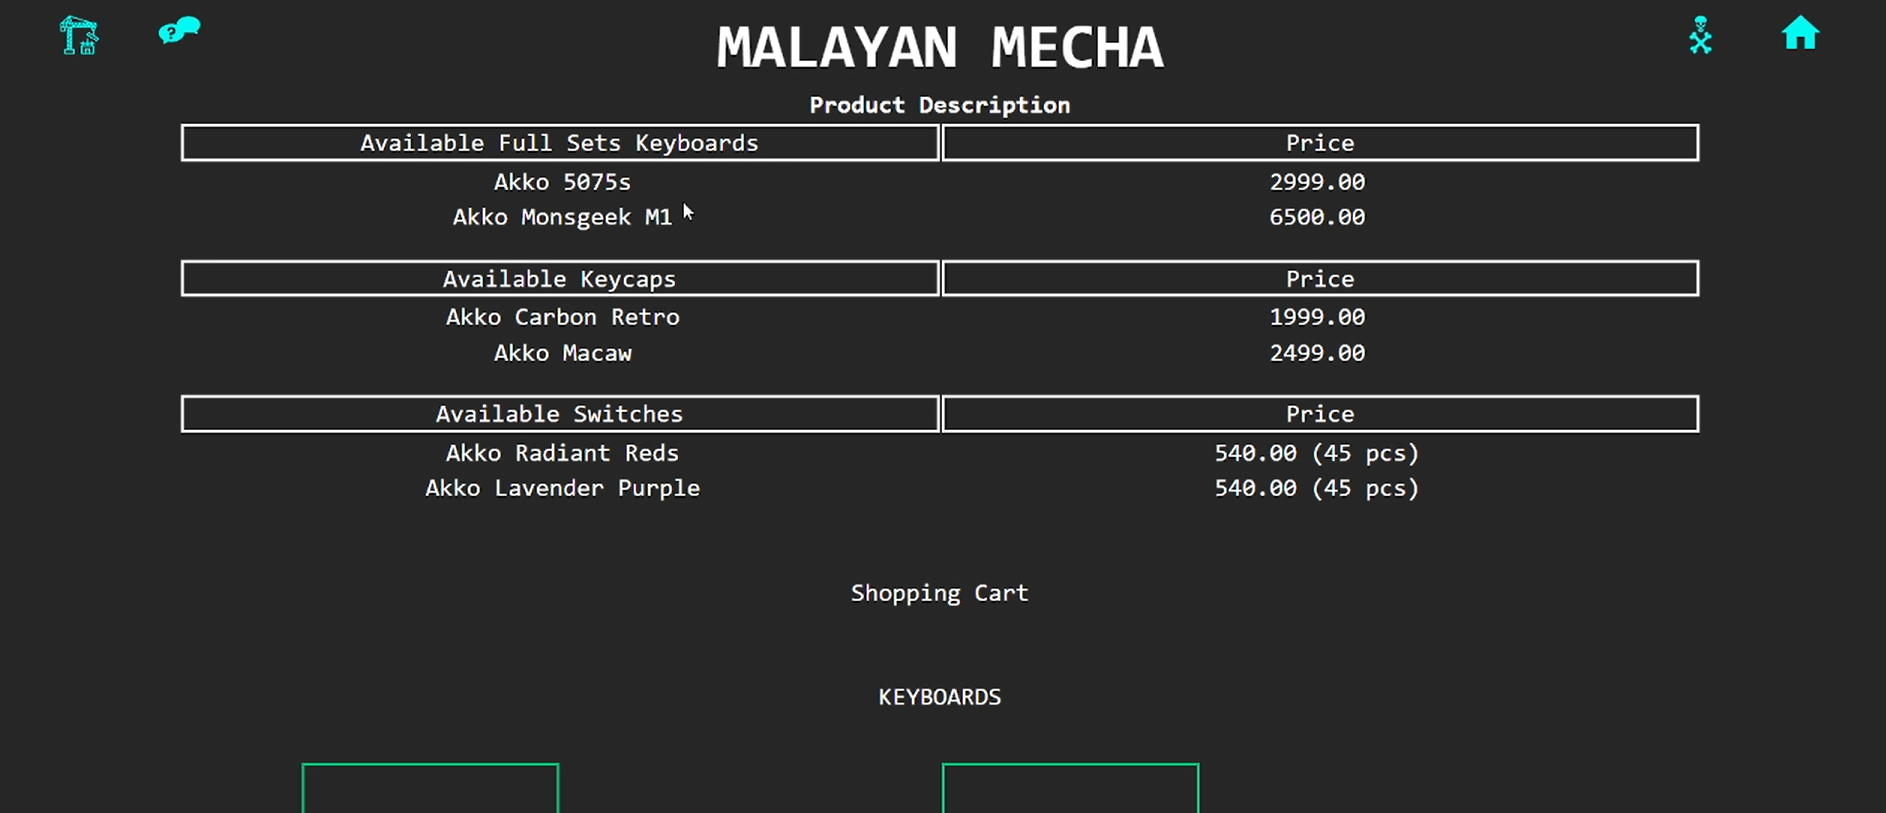 MALAYAN MECHA
Product Description
Available Full Sets Keyboards Price
Akko 5075s 2999.00
Akko Monsgeek M1 6500.00
Available Keycaps Price
Akko Carbon Retro 1999.00
Akko Macaw 2499.00
Available Switches Price
Akko Radiant Reds 540.00 (45 pcs)
Akko Lavender Purple 540.00 (45 pcs)
Shopping Cart
KEYBOARDS